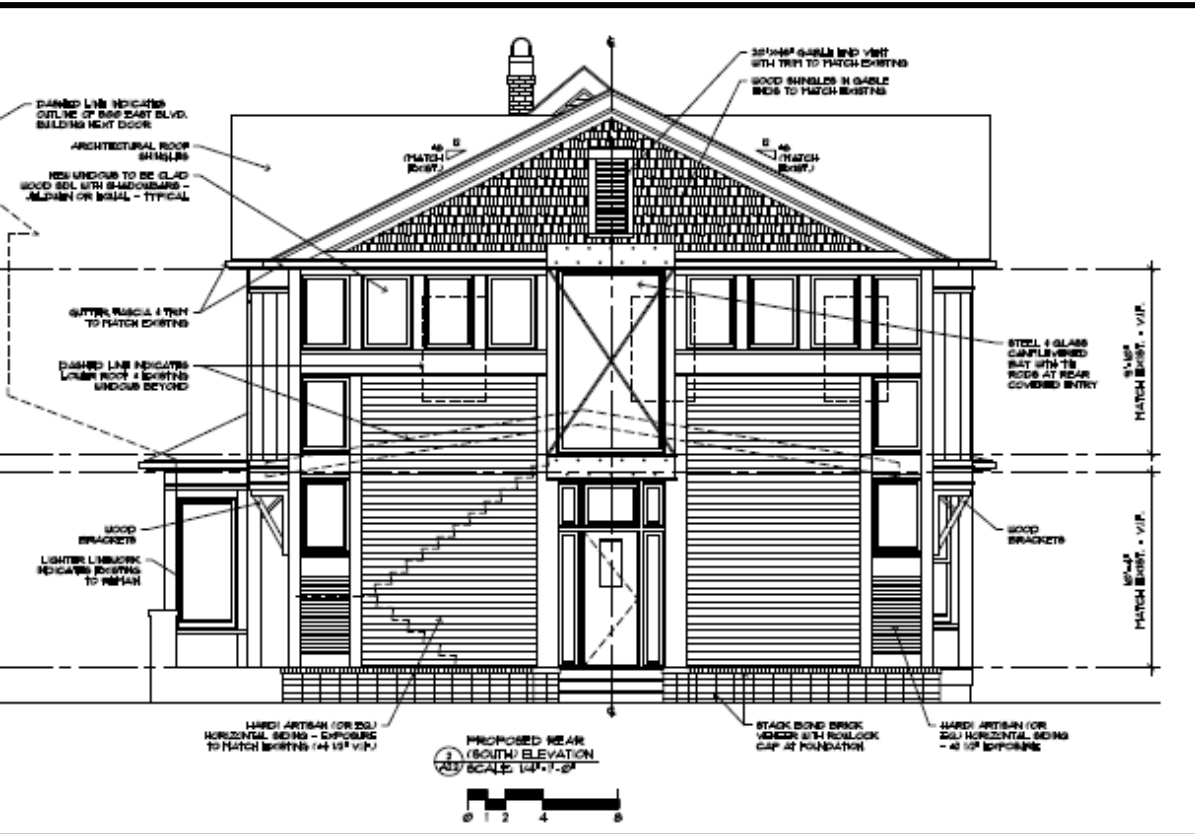 DASHED LINE INDICATES
OUTLINE OF EAST BLVD.
BUILDING NEXT DOOR
ARCHITECTURAL ROOF
SHINGLES
NEW WINDOWS TO BE CLAD
WOOD SDL WITH SHADOWBARS -
OR EQUAL - TYPICAL
GUTTER, FASCIA & TRIM
TO MATCH EXISTING
DASHED LINE INDICATES
LOWER ROOF & EXISTING
WINDOWS BEYOND
WOOD
BRACKETS
LIGHTER LINEWORK
INDICATES EXISTING
TO REMAIN
GABLE END VENT
WITH TRIM TO MATCH EXISTING
WOOD SHINGLES IN GABLE
ENDS TO MATCH EXISTING
(MATCH
EXIST.)
(MATCH
EXIST.)
STEEL & GLASS
CANTILEVERED
BAY WITH TIE
RODS AT REAR
COVERED ENTRY
MATCH EXIST. - V.I.F.
WOOD
BRACKETS
MATCH EXIST. - V.I.F.
HARDI ARTISAN (OR EQ.)
HORIZONTAL SIDING - EXPOSURE
TO MATCH EXISTING V.I.F.)
STACK BOND BRICK
VENEER WITH ROWLOCK
CAP AT FOUNDATION
HARDI ARTISAN (OR
EQ.) HORIZONTAL SIDING
EXPOSURE
PROPOSED REAR
(SOUTH) ELEVATION
SCALE: 1/4"=1'-0"
0 1 2 4 8